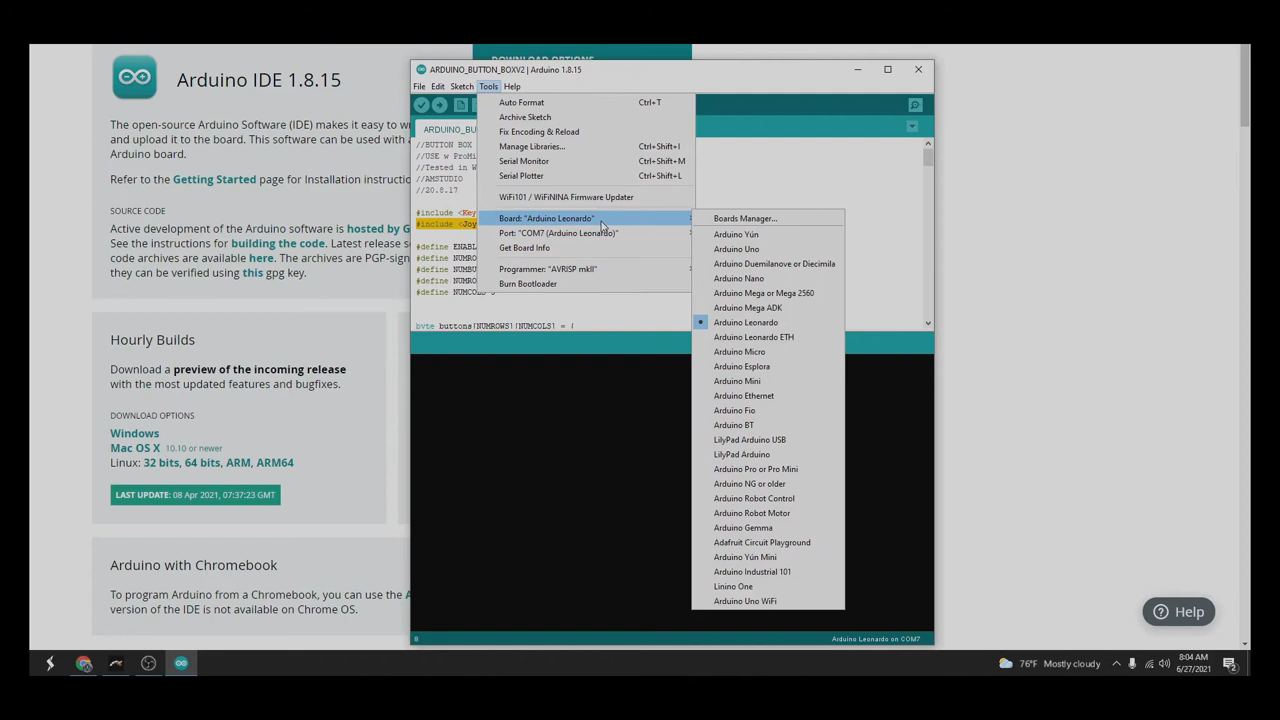 DOWNLOAD OPTIONS
Arduino IDE 1.8.15
The open-source Arduino Software (IDE) makes it easy to
and upload it to the board. This software can be used with
Arduino board.
Refer to the Getting Started page for Installation
SOURCE CODE
Active development of the Arduino software is hosted by G
See the instructions for building the code. Latest release
code archives are available here. The archives are PGP-sign
they can be verified using this gpg key.
Hourly Builds
Download a preview of the incoming release
with the most updated features and bugfixes.
DOWNLOAD OPTIONS
Windows
Mac OS X 10.10 or newer
Linux: 32 bits, 64 bits, ARM, ARM64
LAST UPDATE: 08 Apr 2021, 07:37:23 GMT
Arduino with Chromebook
To program Arduino from a Chromebook, you can use the A
version of the IDE is not available on Chrome OS.
ARDUINO_BUTTON_BOXV2 | Arduino 1.8.15
File Edit Sketch Tools Help
ARDUINO_BU
//BUTTON BOX
//USE w ProMi
//Tested in W
//AMSTUDIO
//20.8.17
#include <Key
#include <Joy
#define ENABL
#define NUMRO
#define NUMBU
#define NUMRO
#define NUMCOLS
byte buttons[NUMROWS][NUMCOLS] = {
Auto Format Ctrl+T
Archive Sketch
Fix Encoding & Reload
Manage Libraries... Ctrl+Shift+I
Serial Monitor Ctrl+Shift+M
Serial Plotter Ctrl+Shift+L
WiFi101 / WiFiNINA Firmware Updater
Board: "Arduino Leonardo"
Port: "COM7 (Arduino Leonardo)"
Get Board Info
Programmer: "AVRISP mkII"
Burn Bootloader
Boards Manager...
Arduino Yún
Arduino Uno
Arduino Duemilanove or Diecimila
Arduino Nano
Arduino Mega or Mega 2560
Arduino Mega ADK
Arduino Leonardo
Arduino Leonardo ETH
Arduino Micro
Arduino Esplora
Arduino Mini
Arduino Ethernet
Arduino Fio
Arduino BT
LilyPad Arduino USB
LilyPad Arduino
Arduino Pro or Pro Mini
Arduino NG or older
Arduino Robot Control
Arduino Robot Motor
Arduino Gemma
Adafruit Circuit Playground
Arduino Yún Mini
Arduino Industrial 101
Linino One
Arduino Uno WiFi
8
Arduino Leonardo on COM7
Help
76°F Mostly cloudy
8:04 AM
6/27/2021
2